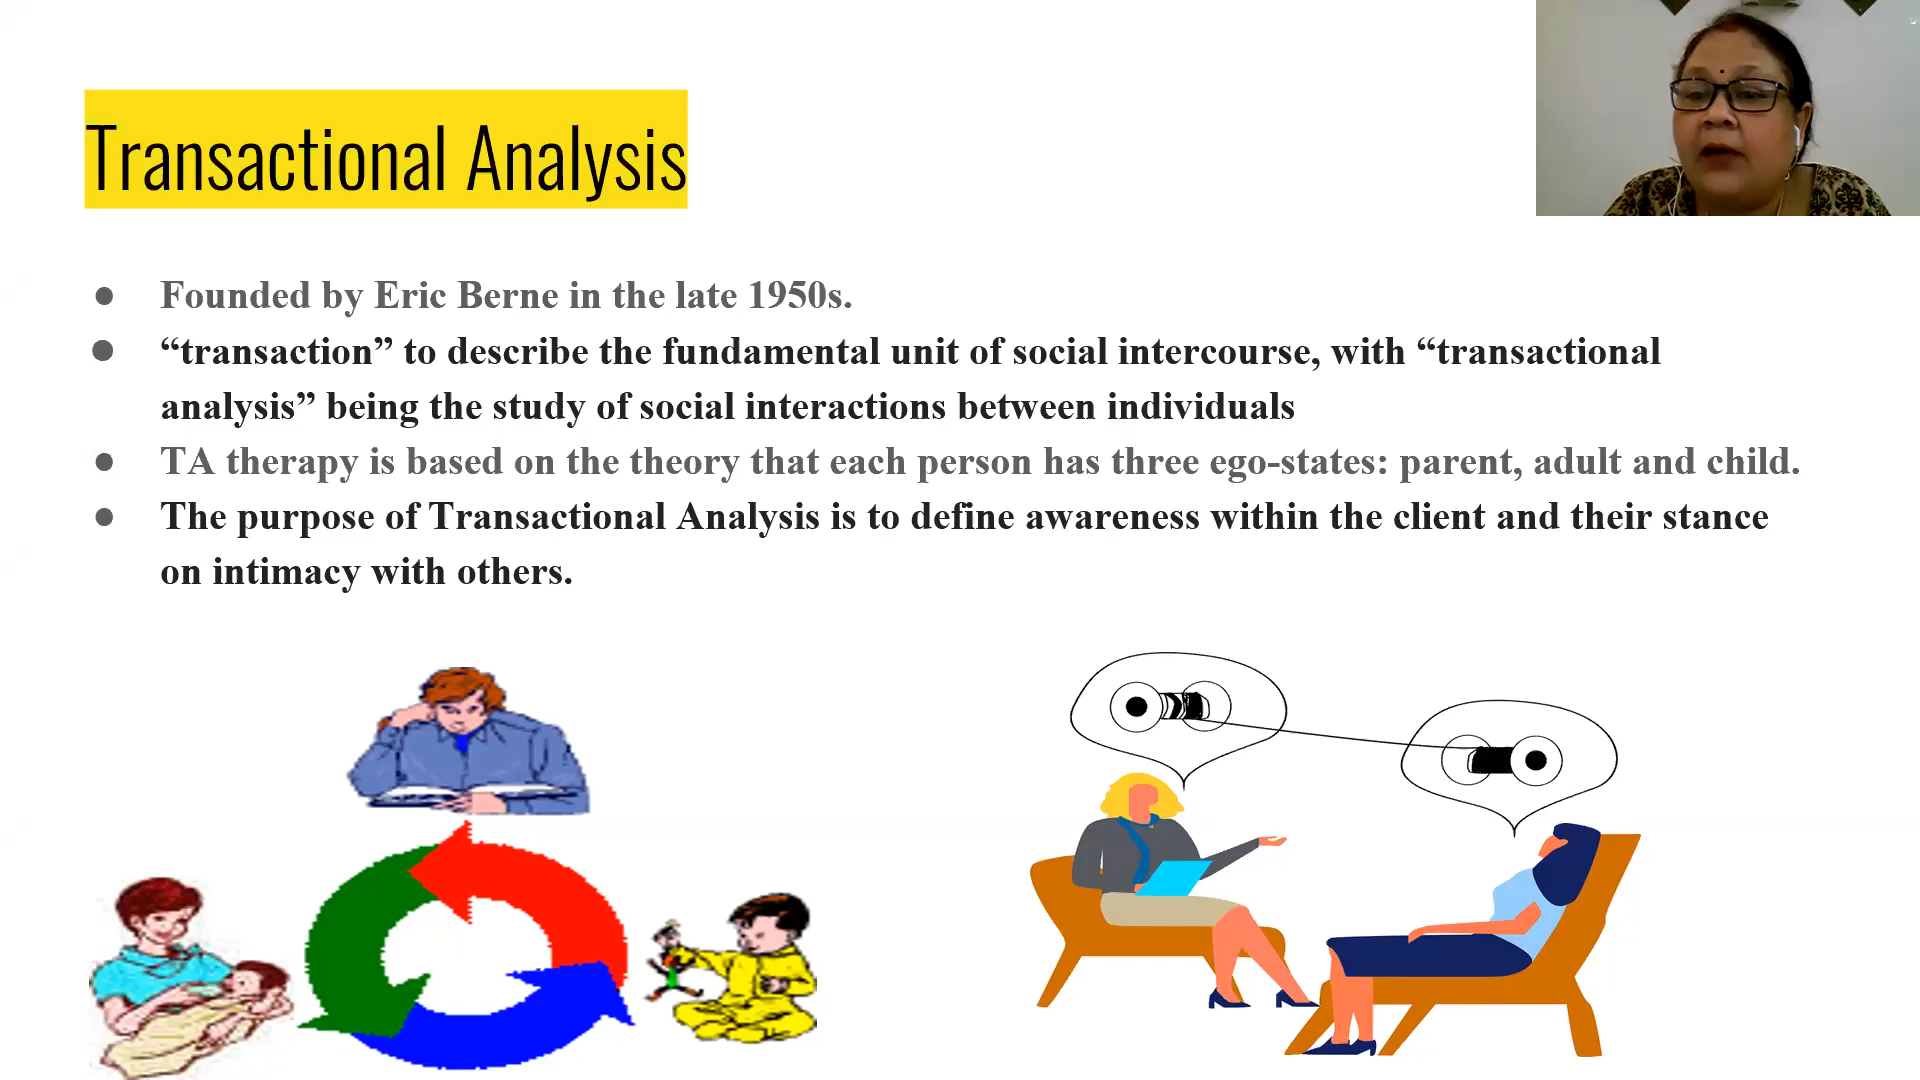 Transactional Analysis
● Founded by Eric Berne in the late 1950s.
● “transaction” to describe the fundamental unit of social intercourse, with “transactional
analysis” being the study of social interactions between individuals
● TA therapy is based on the theory that each person has three ego-states: parent, adult and child.
● The purpose of Transactional Analysis is to define awareness within the client and their stance
on intimacy with others.